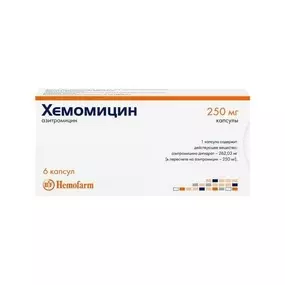 Хемомицин
азитромицин
250 мг
капсулы
1 капсула содержит:
действующее вещество:
азитромицина дигидрат – 262,03 мг
(в пересчете на азитромицин – 250 мг).
6 капсул
Hemofarm